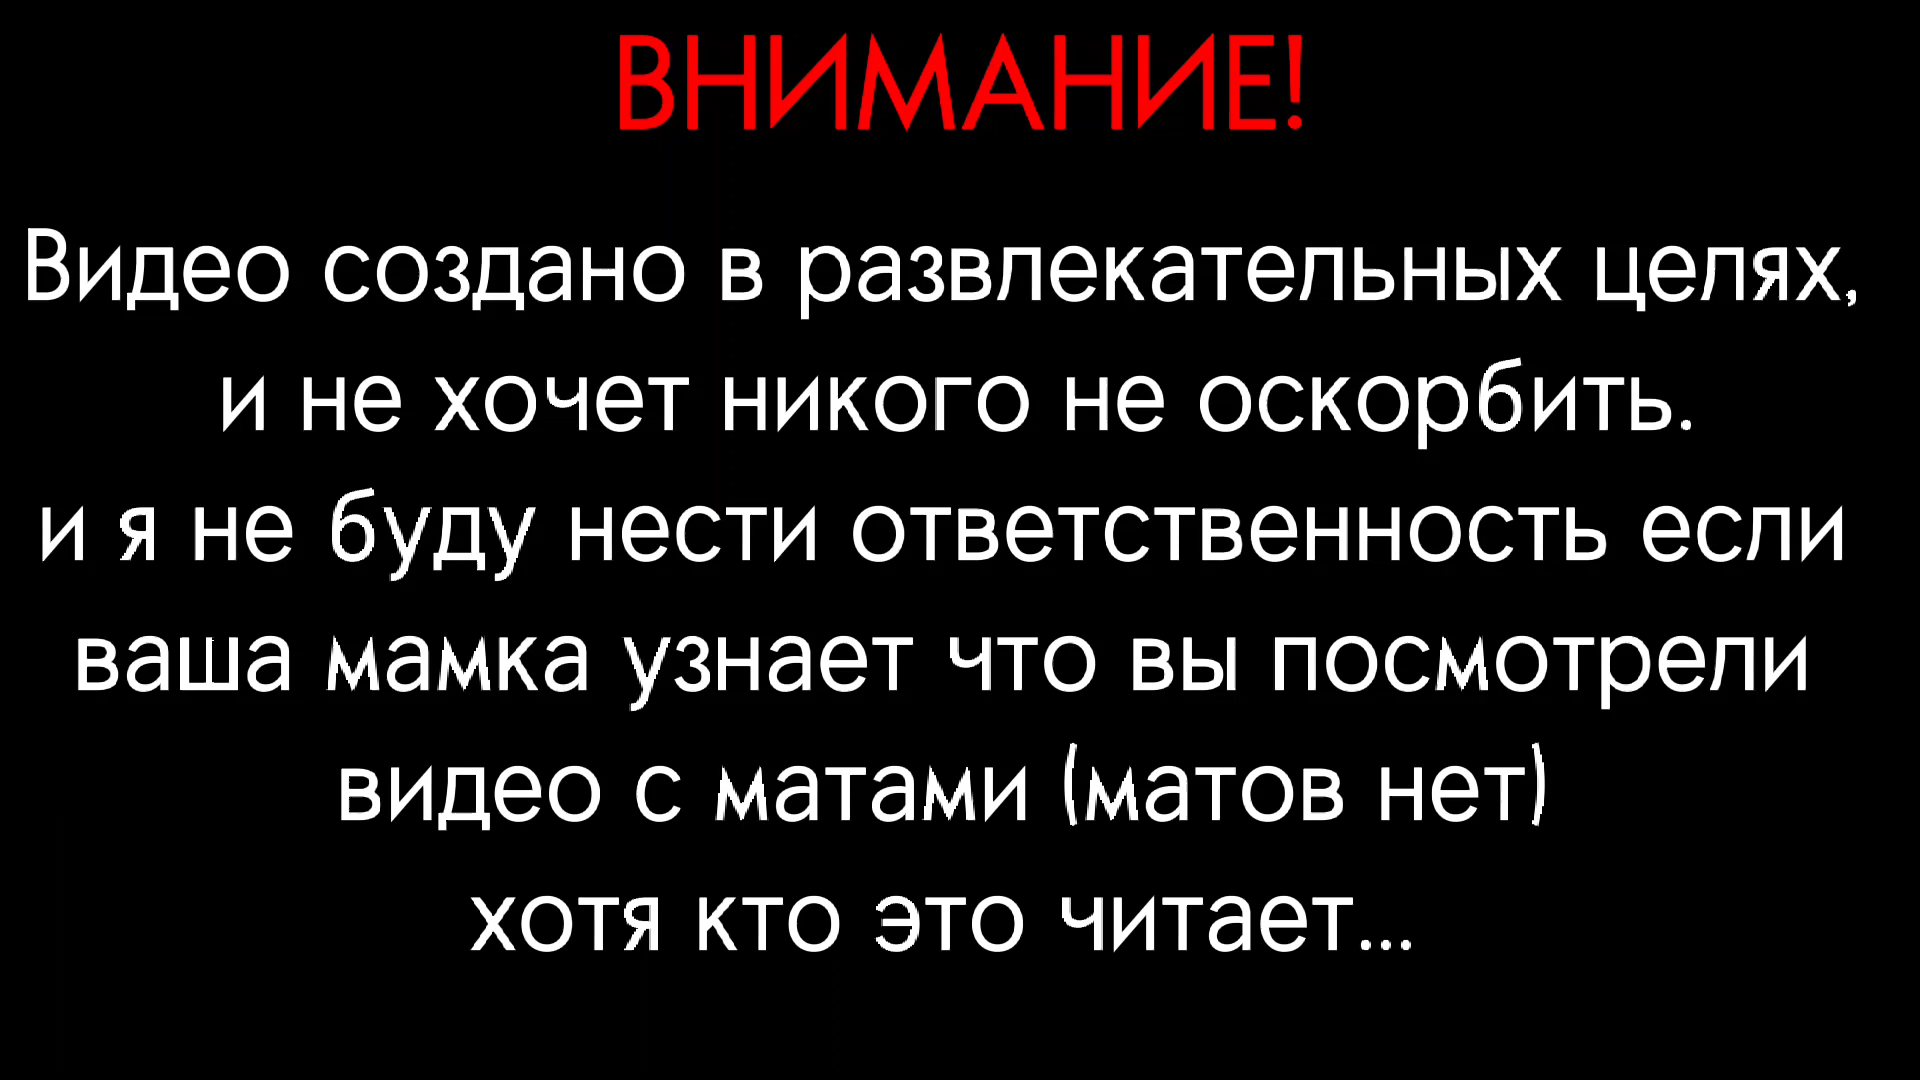 ВНИМАНИЕ!
Видео создано в развлекательных целях,
и не хочет никого не оскорбить.
и я не буду нести ответственность если
ваша мамка узнает что вы посмотрели
видео с матами (матов нет)
хотя кто это читает...